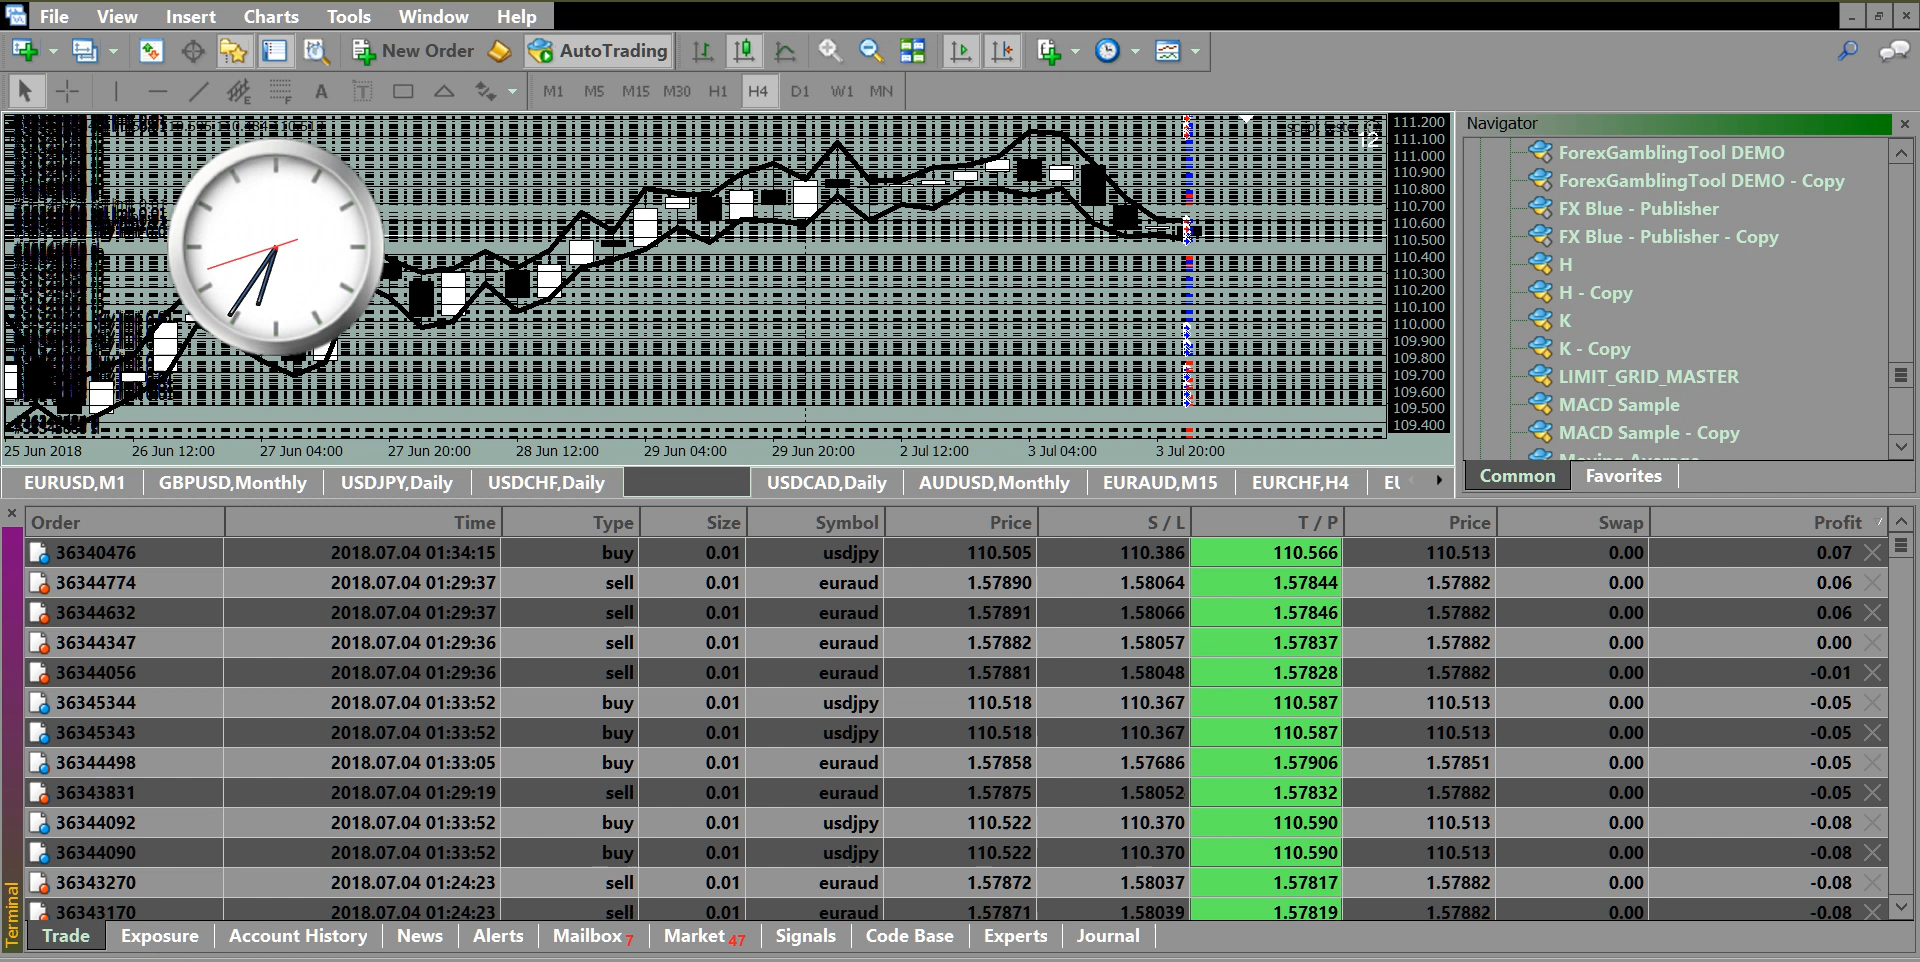 File View Insert Charts Tools Window Help
New Order AutoTrading
A T M1 M5 M15 M30 H1 H4 D1 W1 MN
12
111.200
111.100
111.000
110.900
110.800
110.700
110.600
110.500
110.400
110.300
110.200
110.100
110.000
109.900
109.800
109.700
109.600
109.500
109.400
25 Jun 2018 26 Jun 12:00 27 Jun 04:00 27 Jun 20:00 28 Jun 12:00 29 Jun 04:00 29 Jun 20:00 2 Jul 12:00 3 Jul 04:00 3 Jul 20:00
EURUSD,M1 GBPUSD,Monthly USDJPY,Daily USDCHF,Daily USDCAD,Daily AUDUSD,Monthly EURAUD,M15 EURCHF,H4
Navigator
ForexGamblingTool DEMO
ForexGamblingTool DEMO - Copy
FX Blue - Publisher
FX Blue - Publisher - Copy
H
H - Copy
K
K - Copy
LIMIT_GRID_MASTER
MACD Sample
MACD Sample - Copy
Moving Average
Common Favorites
Order Time Type Size Symbol Price S / L T / P Price Swap Profit
36340476 2018.07.04 01:34:15 buy 0.01 usdjpy 110.505 110.386 110.566 110.513 0.00 0.07
36344774 2018.07.04 01:29:37 sell 0.01 euraud 1.57890 1.58064 1.57844 1.57882 0.00 0.06
36344632 2018.07.04 01:29:37 sell 0.01 euraud 1.57891 1.58066 1.57846 1.57882 0.00 0.06
36344347 2018.07.04 01:29:36 sell 0.01 euraud 1.57882 1.58057 1.57837 1.57882 0.00 0.00
36344056 2018.07.04 01:29:36 sell 0.01 euraud 1.57881 1.58048 1.57828 1.57882 0.00 -0.01
36345344 2018.07.04 01:33:52 buy 0.01 usdjpy 110.518 110.367 110.587 110.513 0.00 -0.05
36345343 2018.07.04 01:33:52 buy 0.01 usdjpy 110.518 110.367 110.587 110.513 0.00 -0.05
36344498 2018.07.04 01:33:05 buy 0.01 euraud 1.57858 1.57686 1.57906 1.57851 0.00 -0.05
36343831 2018.07.04 01:29:19 sell 0.01 euraud 1.57875 1.58052 1.57832 1.57882 0.00 -0.05
36344092 2018.07.04 01:33:52 buy 0.01 usdjpy 110.522 110.370 110.590 110.513 0.00 -0.08
36344090 2018.07.04 01:33:52 buy 0.01 usdjpy 110.522 110.370 110.590 110.513 0.00 -0.08
36343270 2018.07.04 01:24:23 sell 0.01 euraud 1.57872 1.58037 1.57817 1.57882 0.00 -0.08
36343170 2018.07.04 01:24:23 sell 0.01 euraud 1.57871 1.58039 1.57819 1.57882 0.00 -0.08
Terminal
Trade Exposure Account History News Alerts Mailbox 7 Market 47 Signals Code Base Experts Journal